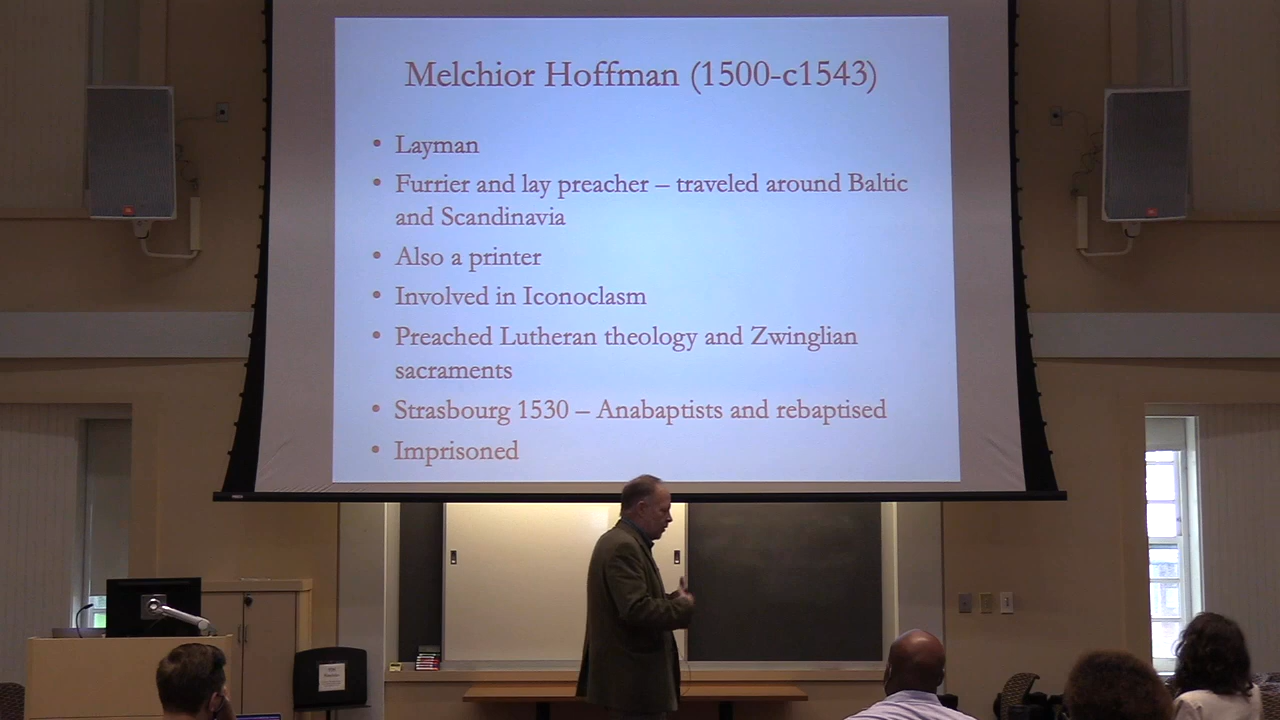 Melchior Hoffman (1500-c1543)
• Layman
• Furrier and lay preacher – traveled around Baltic
and Scandinavia
• Also a printer
• Involved in Iconoclasm
• Preached Lutheran theology and Zwinglian
sacraments
• Strasbourg 1530 – Anabaptists and rebaptised
• Imprisoned